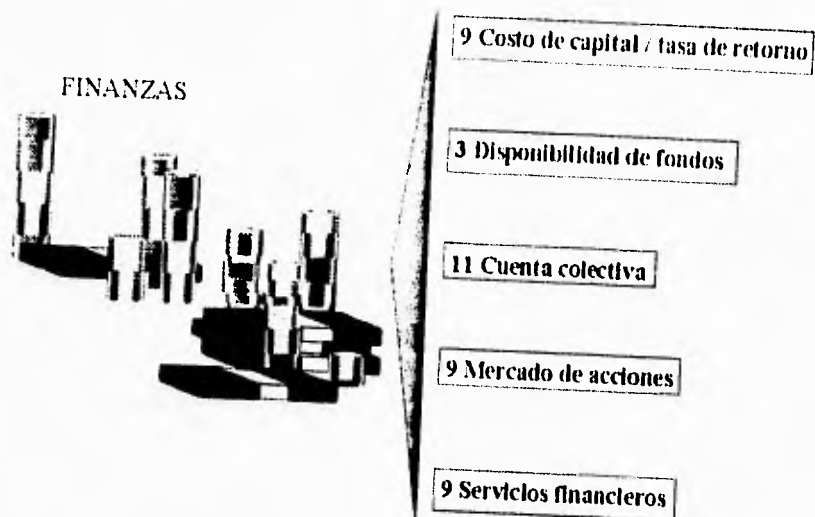 FINANZAS
9 Costo de capital / tasa de retorno
3 Disponibilidad de fondos
11 Cuenta colectiva
9 Mercado de acciones
9 Servicios financieros